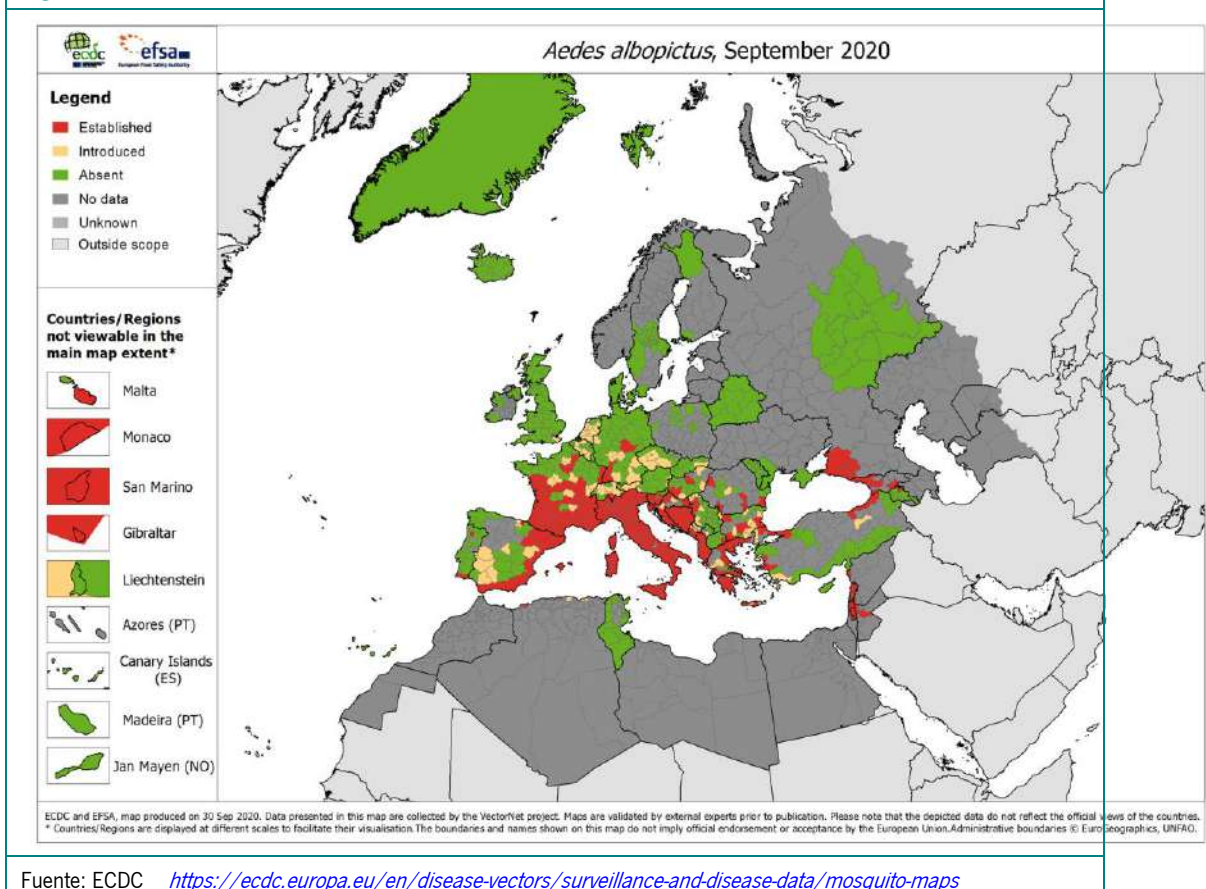 ecdc
efsa
European Food Safety Authority
Aedes albopictus, September 2020
Legend
Established
Introduced
Absent
No data
Unknown
Outside scope
Countries/Regions
not viewable in the
main map extent*
Malta
Monaco
San Marino
Gibraltar
Liechtenstein
Azores (PT)
Canary Islands
(ES)
Madeira (PT)
Jan Mayen (NO)
ECDC and EFSA, map produced on 30 Sep 2020. Data presented in this map are collected by the VectorNet project. Maps are validated by external experts prior to publication. Please note that the depicted data do not reflect the official views of the countries.
* Countries/Regions are displayed at different scales to facilitate their visualisation.The boundaries and names shown on this map do not imply official endorsement or acceptance by the European Union.Administrative boundaries © EuroGeographics, UNFAO.
Fuente: ECDC https://ecdc.europa.eu/en/disease-vectors/surveillance-and-disease-data/mosquito-maps